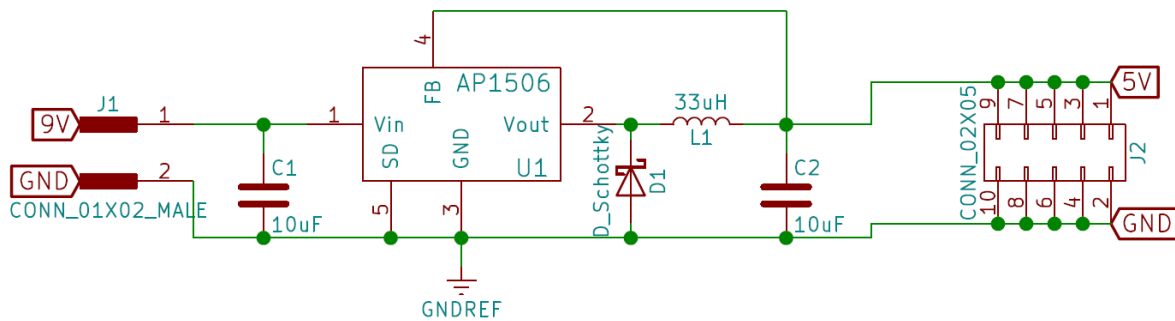 4
AP1506
FB
J1
9V
1
1
Vin
Vout
2
33uH
L1
SD
GND
U1
GND
2
CONN_01X02_MALE
C1
10uF
5
3
D_Schottky
D1
C2
10uF
GNDREF
5V
9
7
5
3
1
CONN_02X05
J2
10
8
6
4
2
GND